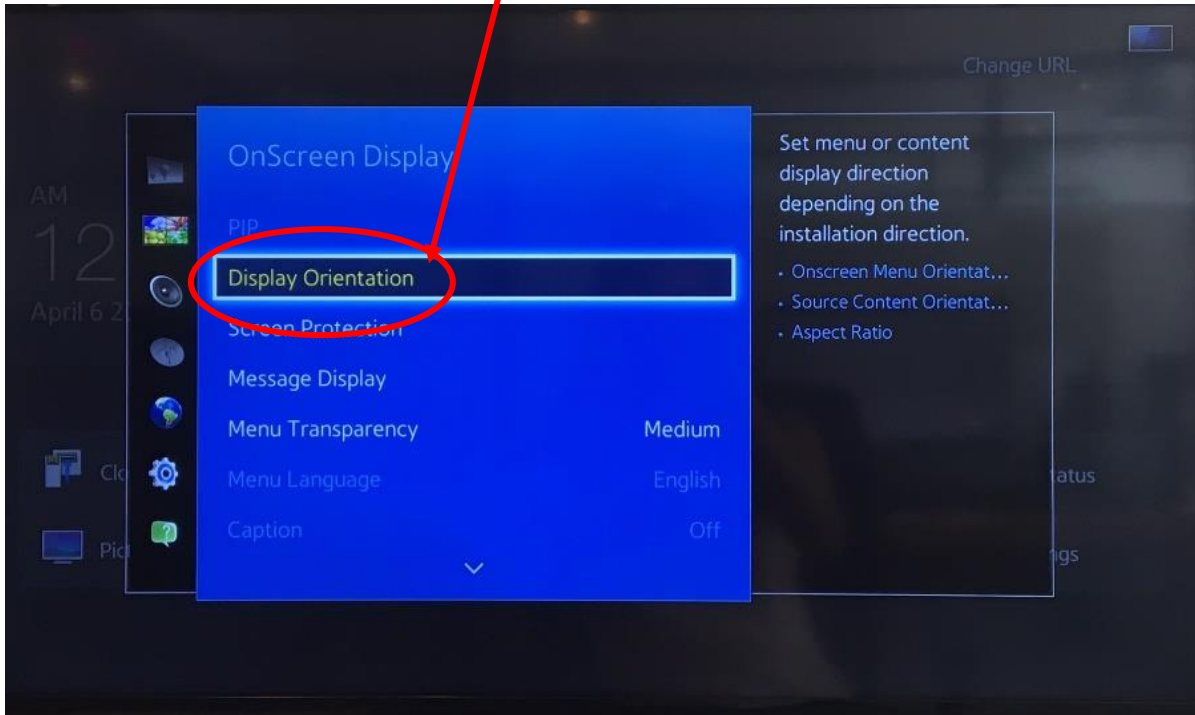 Change URL
OnScreen Display
Set menu or content
display direction
depending on the
installation direction.
AM
PIP
12
Display Orientation
• Onscreen Menu Orientat...
April 6 2
• Source Content Orientat...
Screen Protection
• Aspect Ratio
Message Display
Menu Transparency Medium
Clo
Menu Language English
atus
Caption Off
Pict
ngs